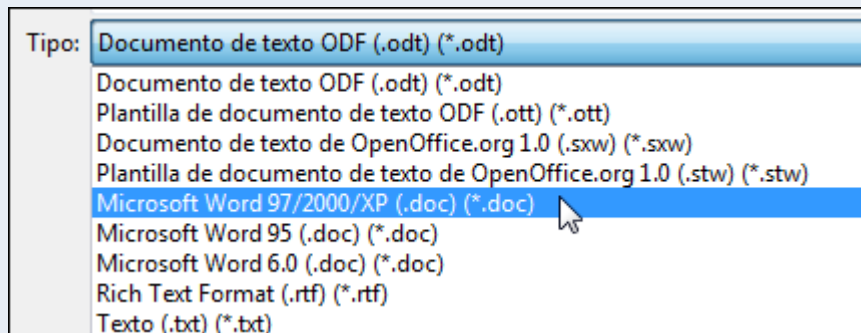 Tipo: Documento de texto ODF (.odt) (*.odt)
Documento de texto ODF (.odt) (*.odt)
Plantilla de documento de texto ODF (.ott) (*.ott)
Documento de texto de OpenOffice.org 1.0 (.sxw) (*.sxw)
Plantilla de documento de texto de OpenOffice.org 1.0 (.stw) (*.stw)
Microsoft Word 97/2000/XP (.doc) (*.doc)
Microsoft Word 95 (.doc) (*.doc)
Microsoft Word 6.0 (.doc) (*.doc)
Rich Text Format (.rtf) (*.rtf)
Texto (.txt) (*.txt)